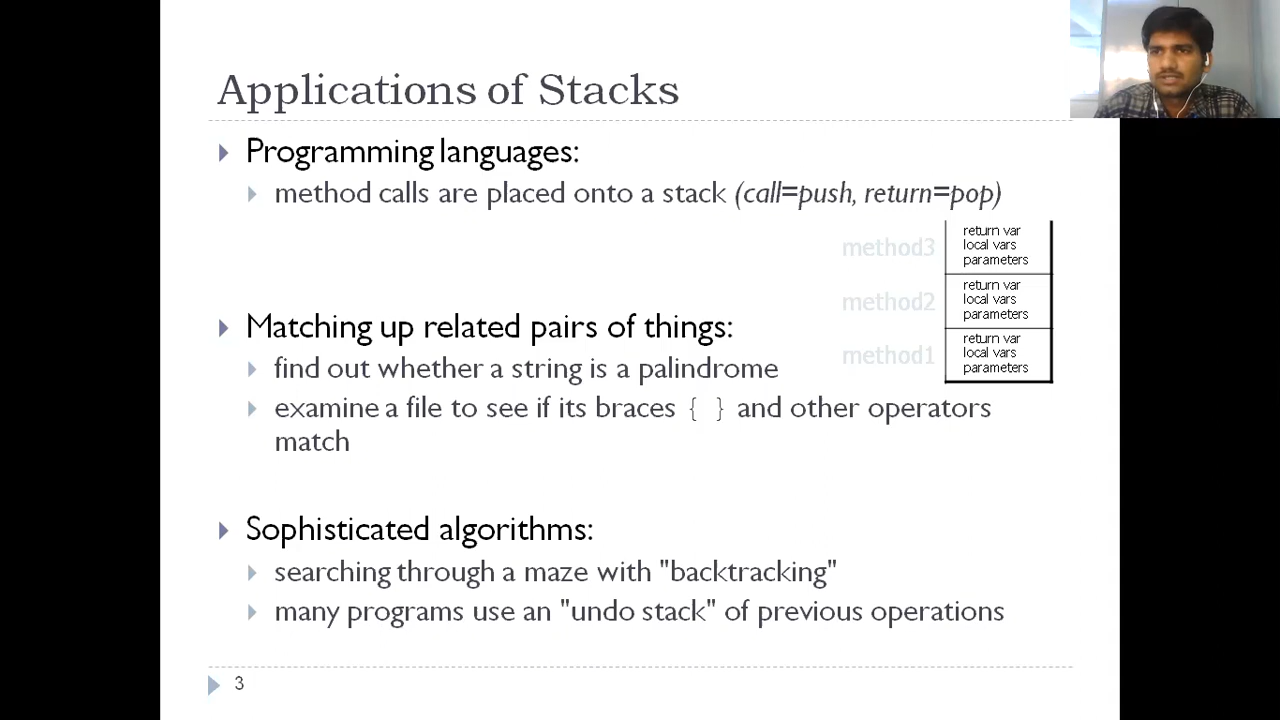 Applications of Stacks
Programming languages:
method calls are placed onto a stack (call=push, return=pop)
method3
return var
local vars
parameters
method2
return var
local vars
parameters
method1
return var
local vars
parameters
Matching up related pairs of things:
find out whether a string is a palindrome
examine a file to see if its braces { } and other operators
match
Sophisticated algorithms:
searching through a maze with "backtracking"
many programs use an "undo stack" of previous operations
3